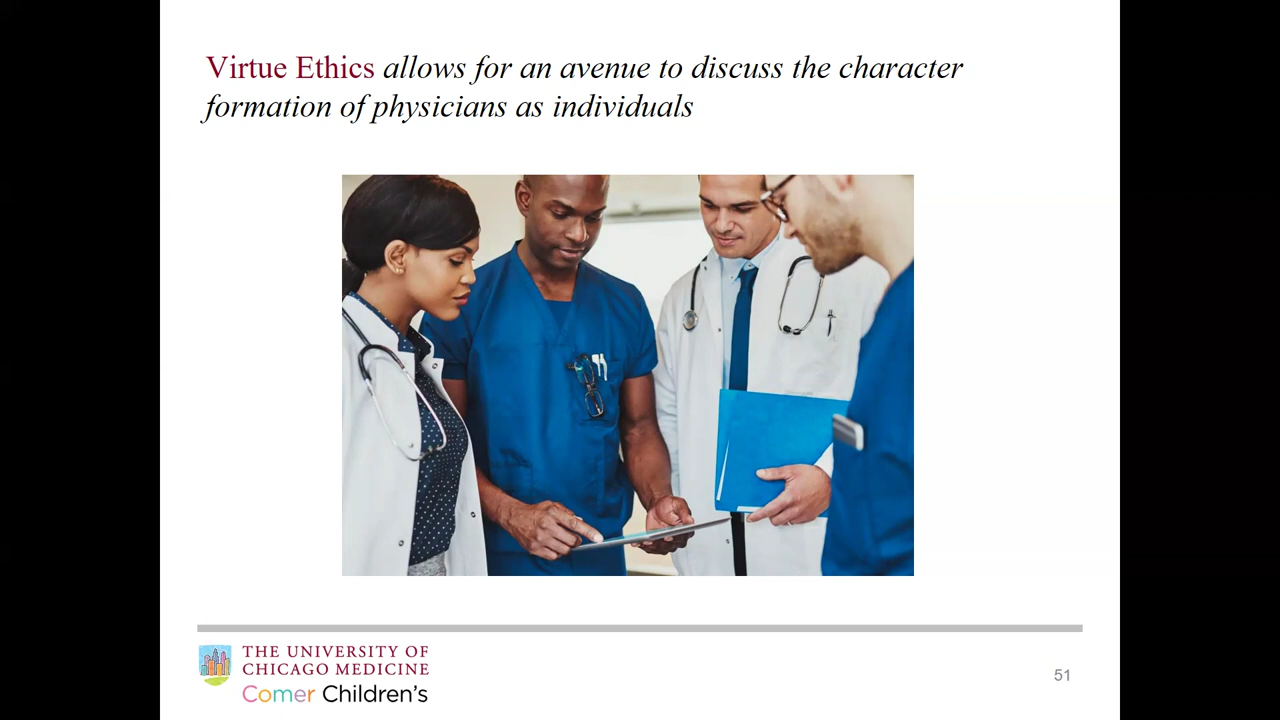 Virtue Ethics allows for an avenue to discuss the character
formation of physicians as individuals
THE UNIVERSITY OF
CHICAGO MEDICINE
Comer Children's
51